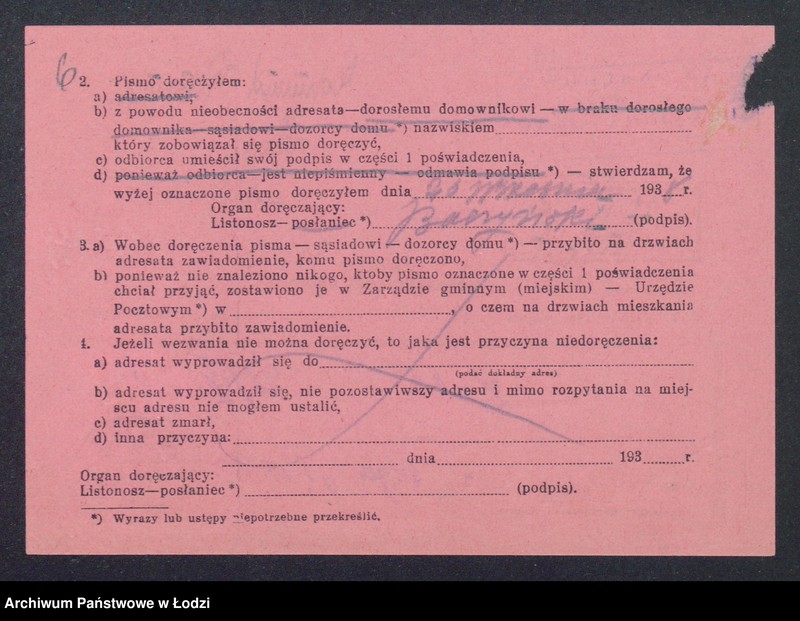 6
2. Pismo doręczyłem:
a) adresatowi,
b) z powodu nieobecności adresata—dorosłemu domownikowi—w braku dorosłego
domownika—sąsiadowi—dozorcy domu*) nazwiskiem
który zobowiązał się pismo doręczyć,
c) odbiorca umieścił swój podpis w części 1 poświadczenia,
d) ponieważ odbiorca—jest niepiśmienny — odmawia podpisu*) — stwierdzam, że
wyżej oznaczone pismo doręczyłem dnia 193 r.
Organ doręczający:
Listonosz—posłaniec*) (podpis).
3. a) Wobec doręczenia pisma — sąsiadowi — dozorcy domu*) — przybito na drzwiach
adresata zawiadomienie, komu pismo doręczono,
b) ponieważ nie znaleziono nikogo, ktoby pismo oznaczone w części 1 poświadczenia
chciał przyjąć, zostawiono je w Zarządzie gminnym (miejskim) — Urzędzie
Pocztowym*) w , o czem na drzwiach mieszkania
adresata przybito zawiadomienie.
4. Jeżeli wezwania nie można doręczyć, to jaka jest przyczyna niedoręczenia:
a) adresat wyprowadził się do
(podać dokładny adres)
b) adresat wyprowadził się, nie pozostawiwszy adresu i mimo rozpytania na miej-
scu adresu nie mogłem ustalić,
c) adresat zmarł,
d) inna przyczyna:
dnia 193 r.
Organ doręczający:
Listonosz—posłaniec*) (podpis).
*) Wyrazy lub ustępy niepotrzebne przekreślić.
Archiwum Państwowe w Łodzi